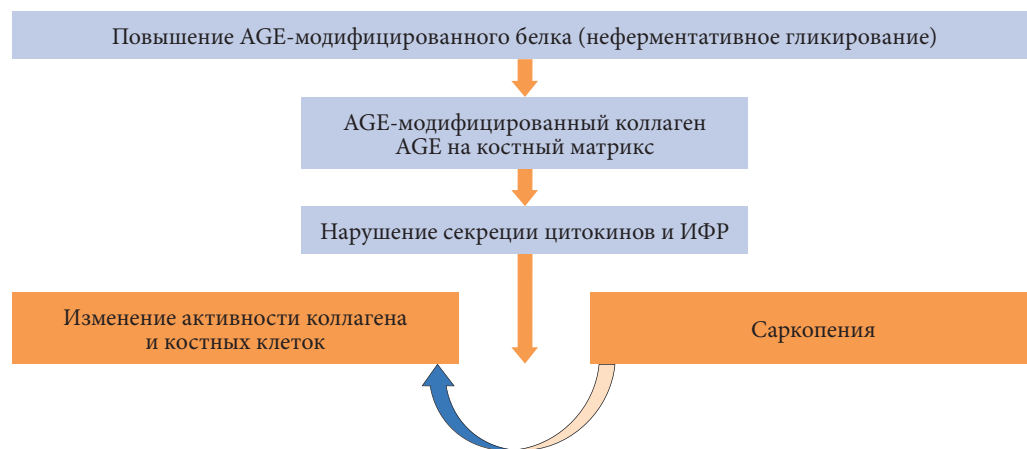 Повышение AGE-модифицированного белка (неферментативное гликирование)
AGE-модифицированный коллаген
AGE на костный матрикс
Нарушение секреции цитокинов и ИФР
Изменение активности коллагена
и костных клеток
Саркопения